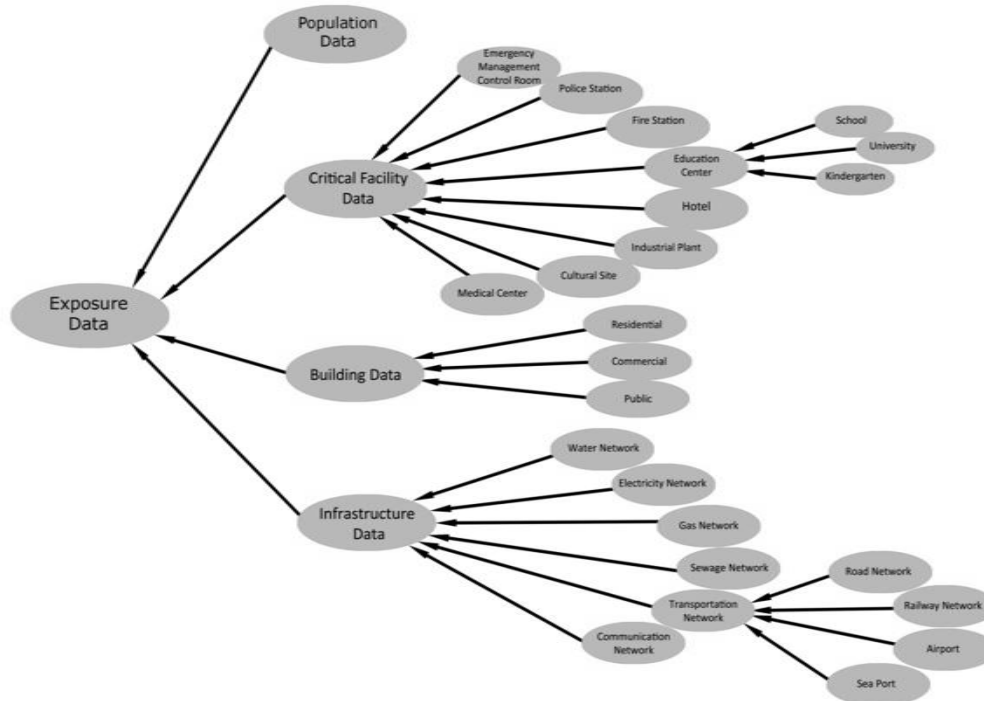 Population
Data
Emergency
Management
Control Room
Police Station
Fire Station
School
University
Education
Center
Kindergarten
Critical Facility
Data
Hotel
Industrial Plant
Cultural Site
Medical Center
Exposure
Data
Residential
Building Data
Commercial
Public
Water Network
Electricity Network
Infrastructure
Data
Gas Network
Sewage Network
Road Network
Transportation
Network
Railway Network
Communication
Network
Airport
Sea Port